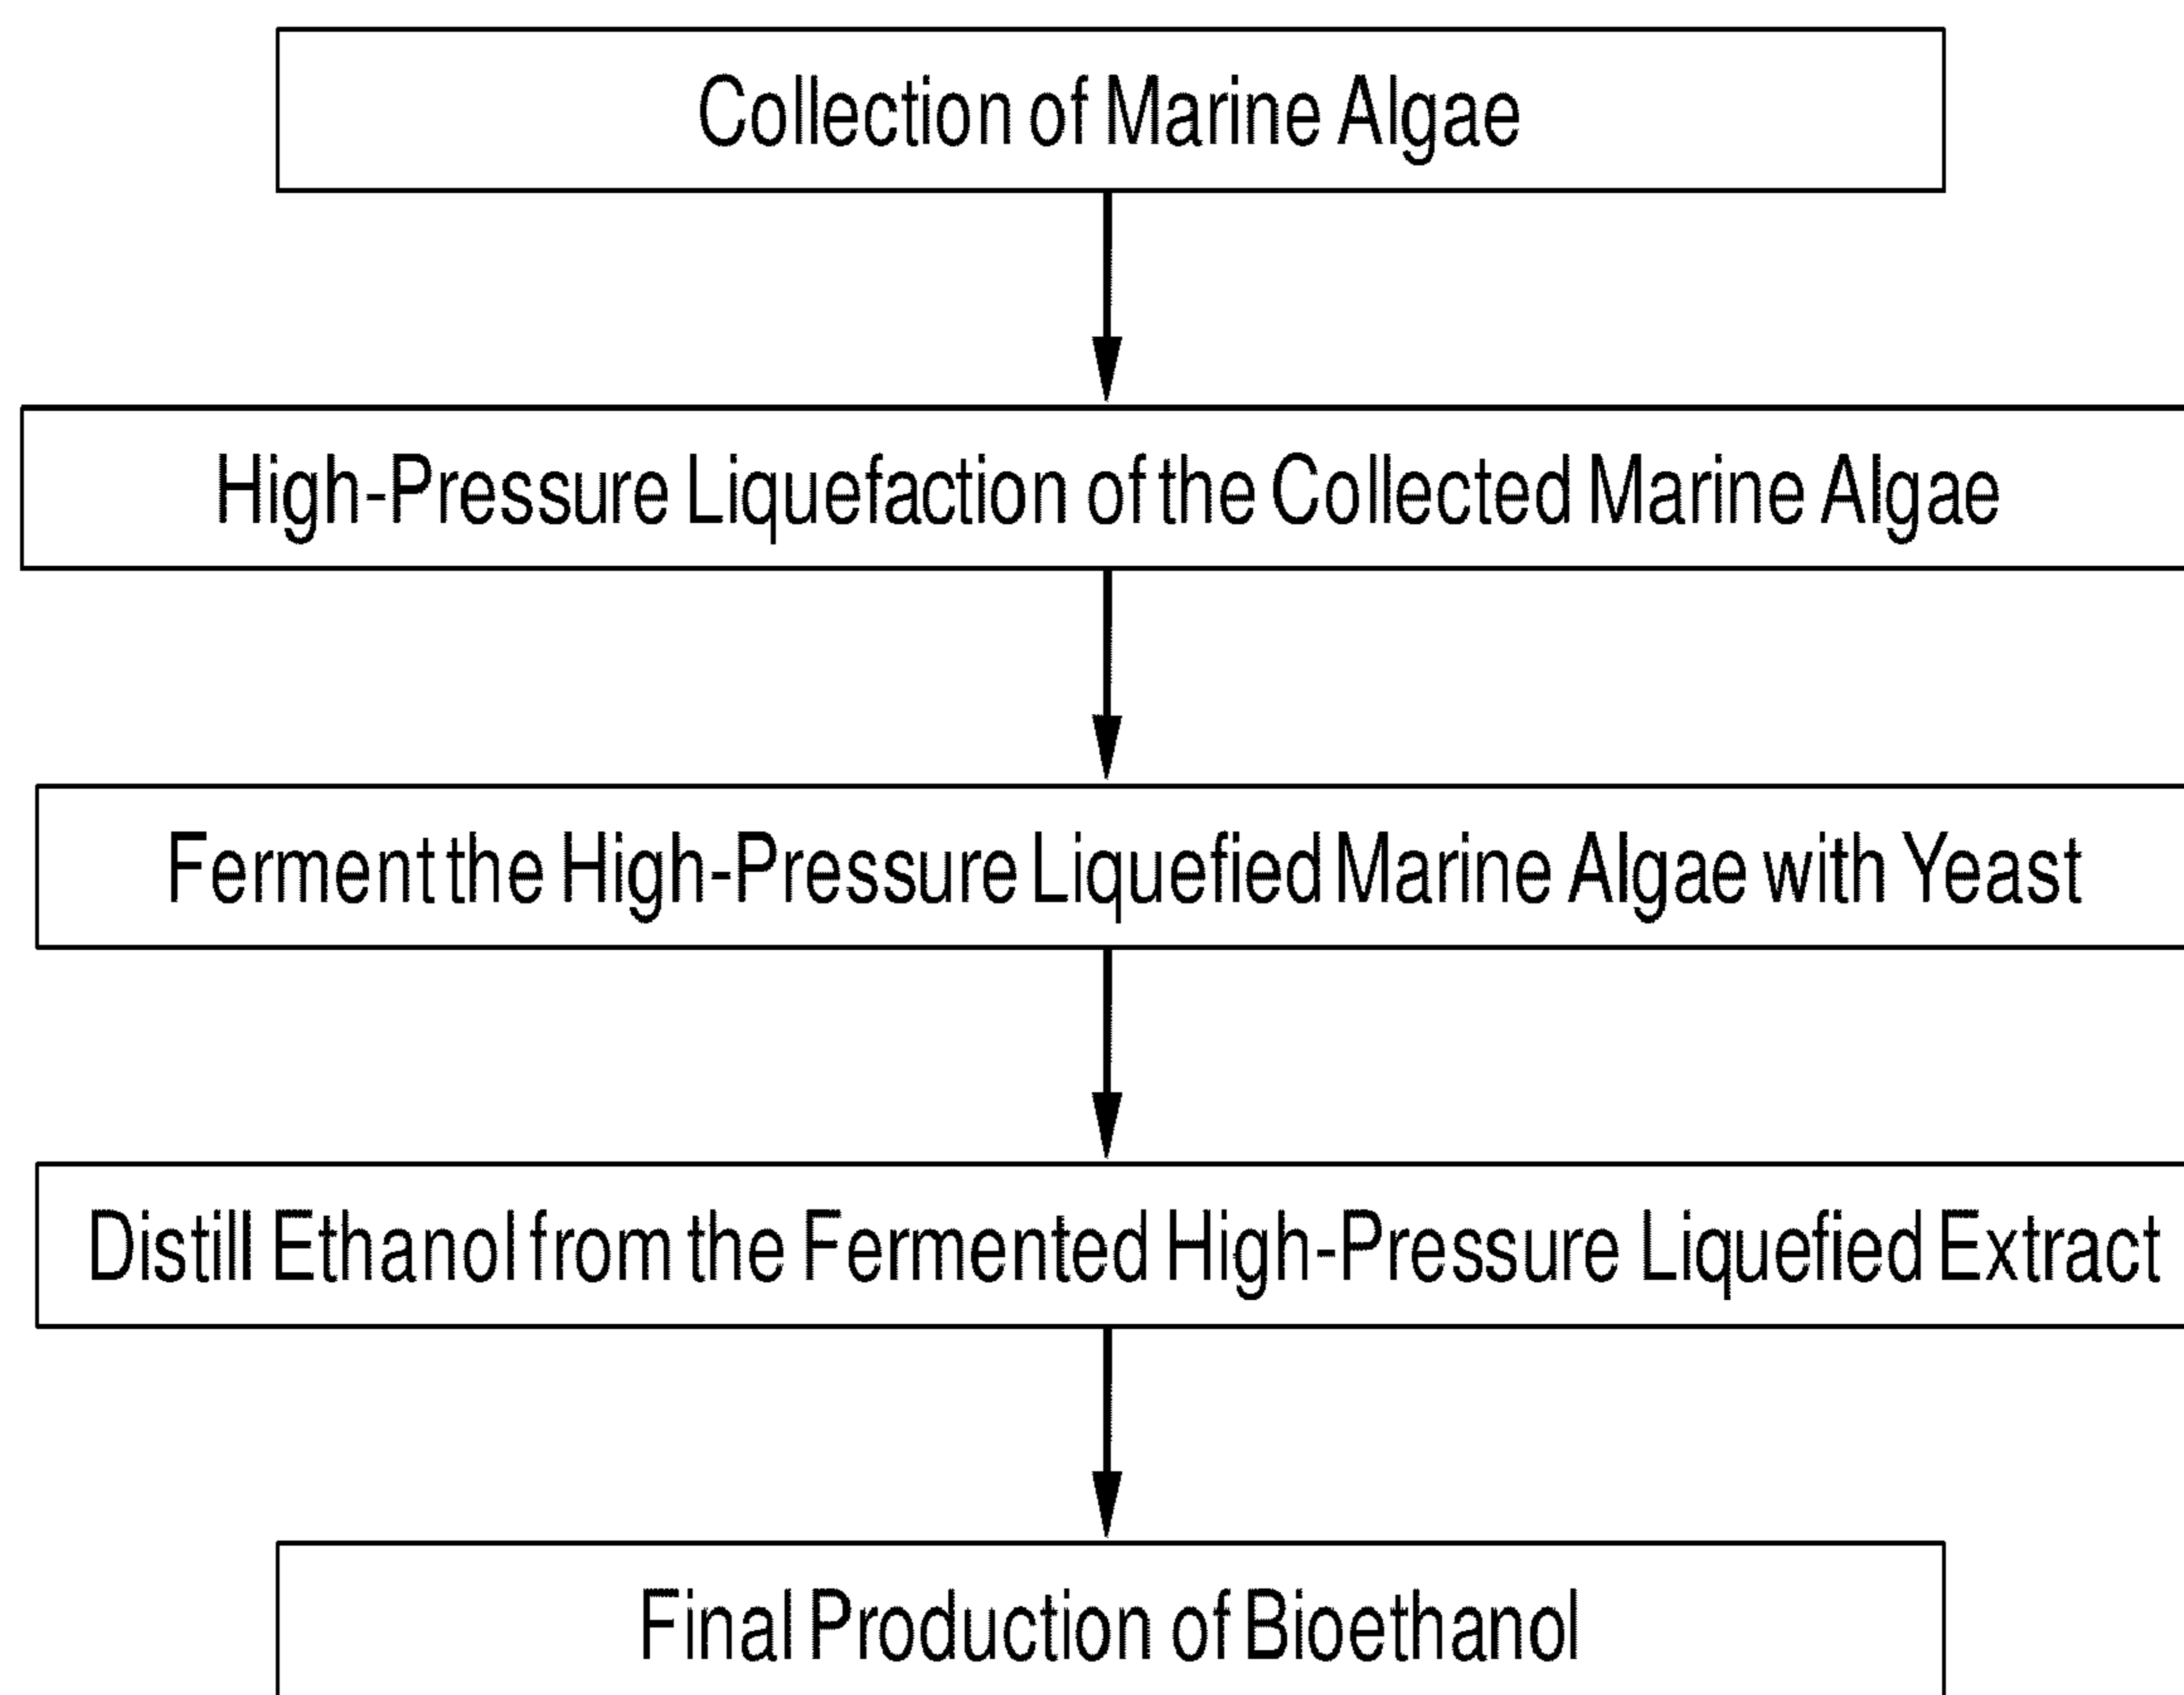 Collection of Marine Algae
High-Pressure Liquefaction of the Collected Marine Algae
Ferment the High-Pressure Liquefied Marine Algae with Yeast
Distill Ethanol from the Fermented High-Pressure Liquefied Extract
Final Production of Bioethanol